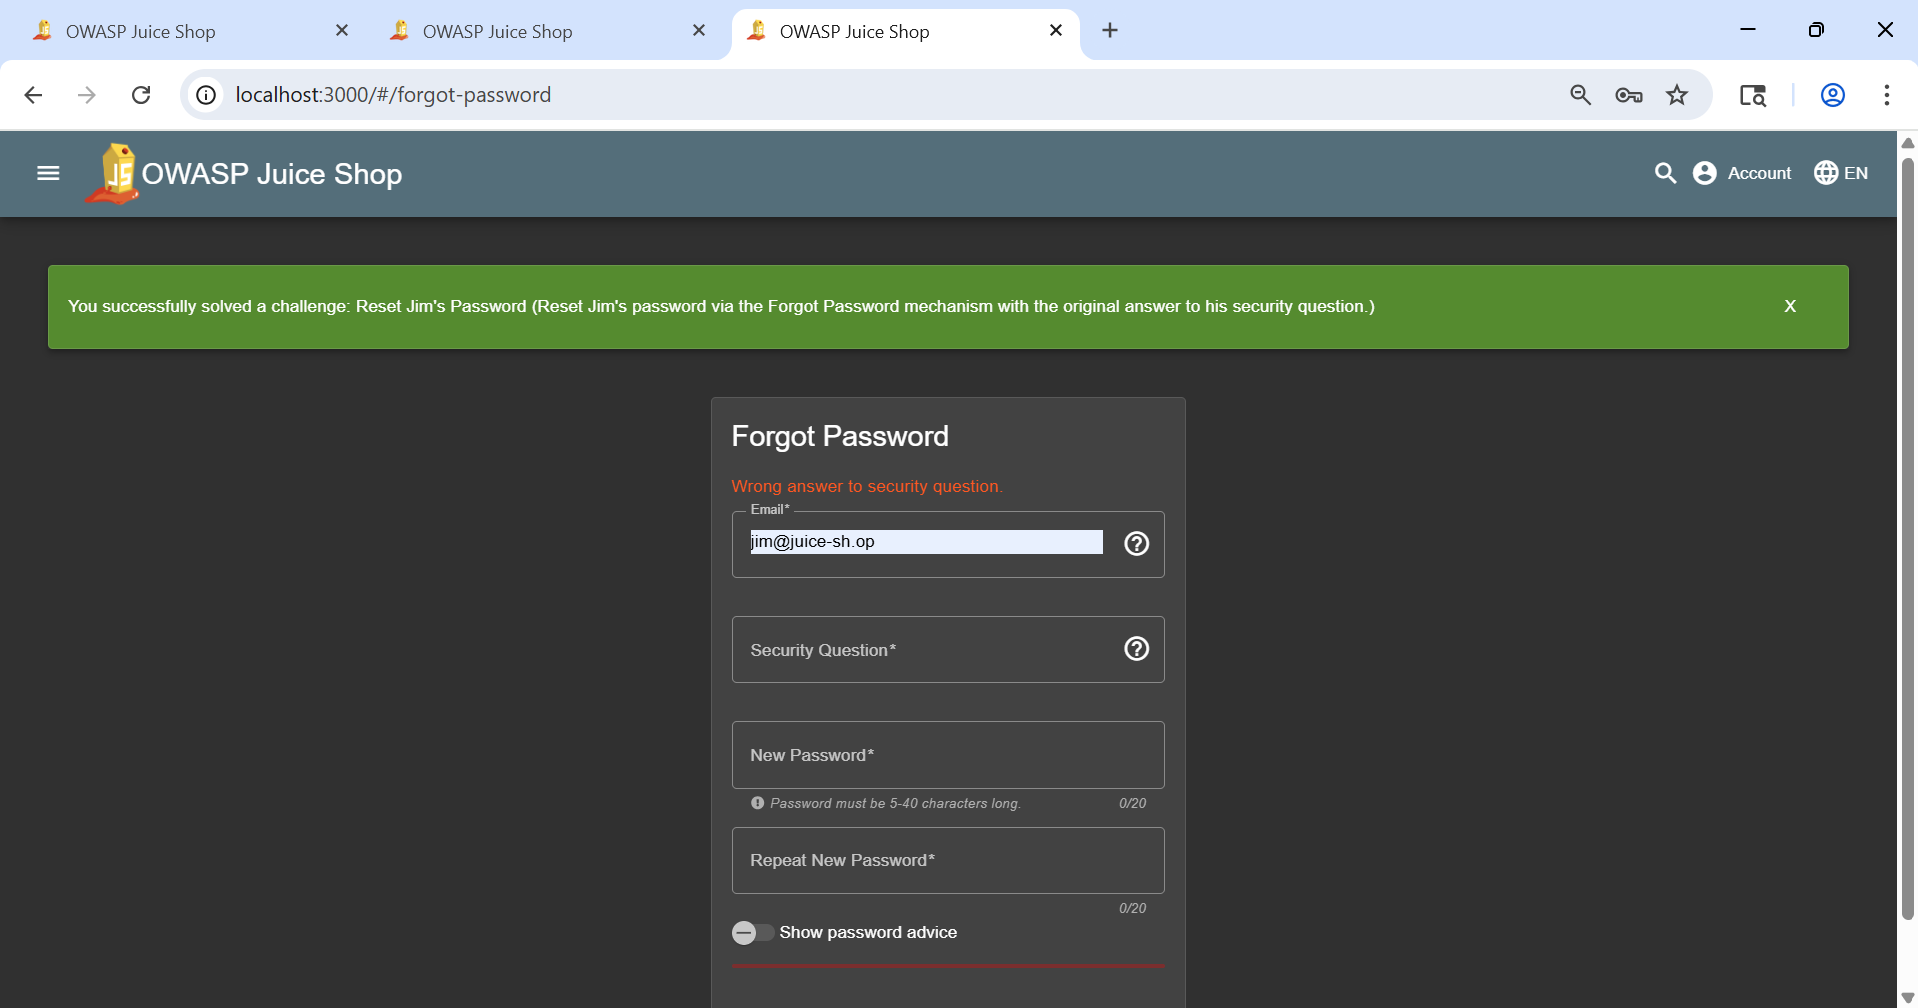 OWASP Juice Shop
OWASP Juice Shop
OWASP Juice Shop
localhost:3000/#/forgot-password
JS
OWASP Juice Shop
Account
EN
You successfully solved a challenge: Reset Jim's Password (Reset Jim's password via the Forgot Password mechanism with the original answer to his security question.)
X
Forgot Password
Wrong answer to security question.
Email*
jim@juice-sh.op
Security Question*
New Password*
Password must be 5-40 characters long.
0/20
Repeat New Password*
0/20
Show password advice